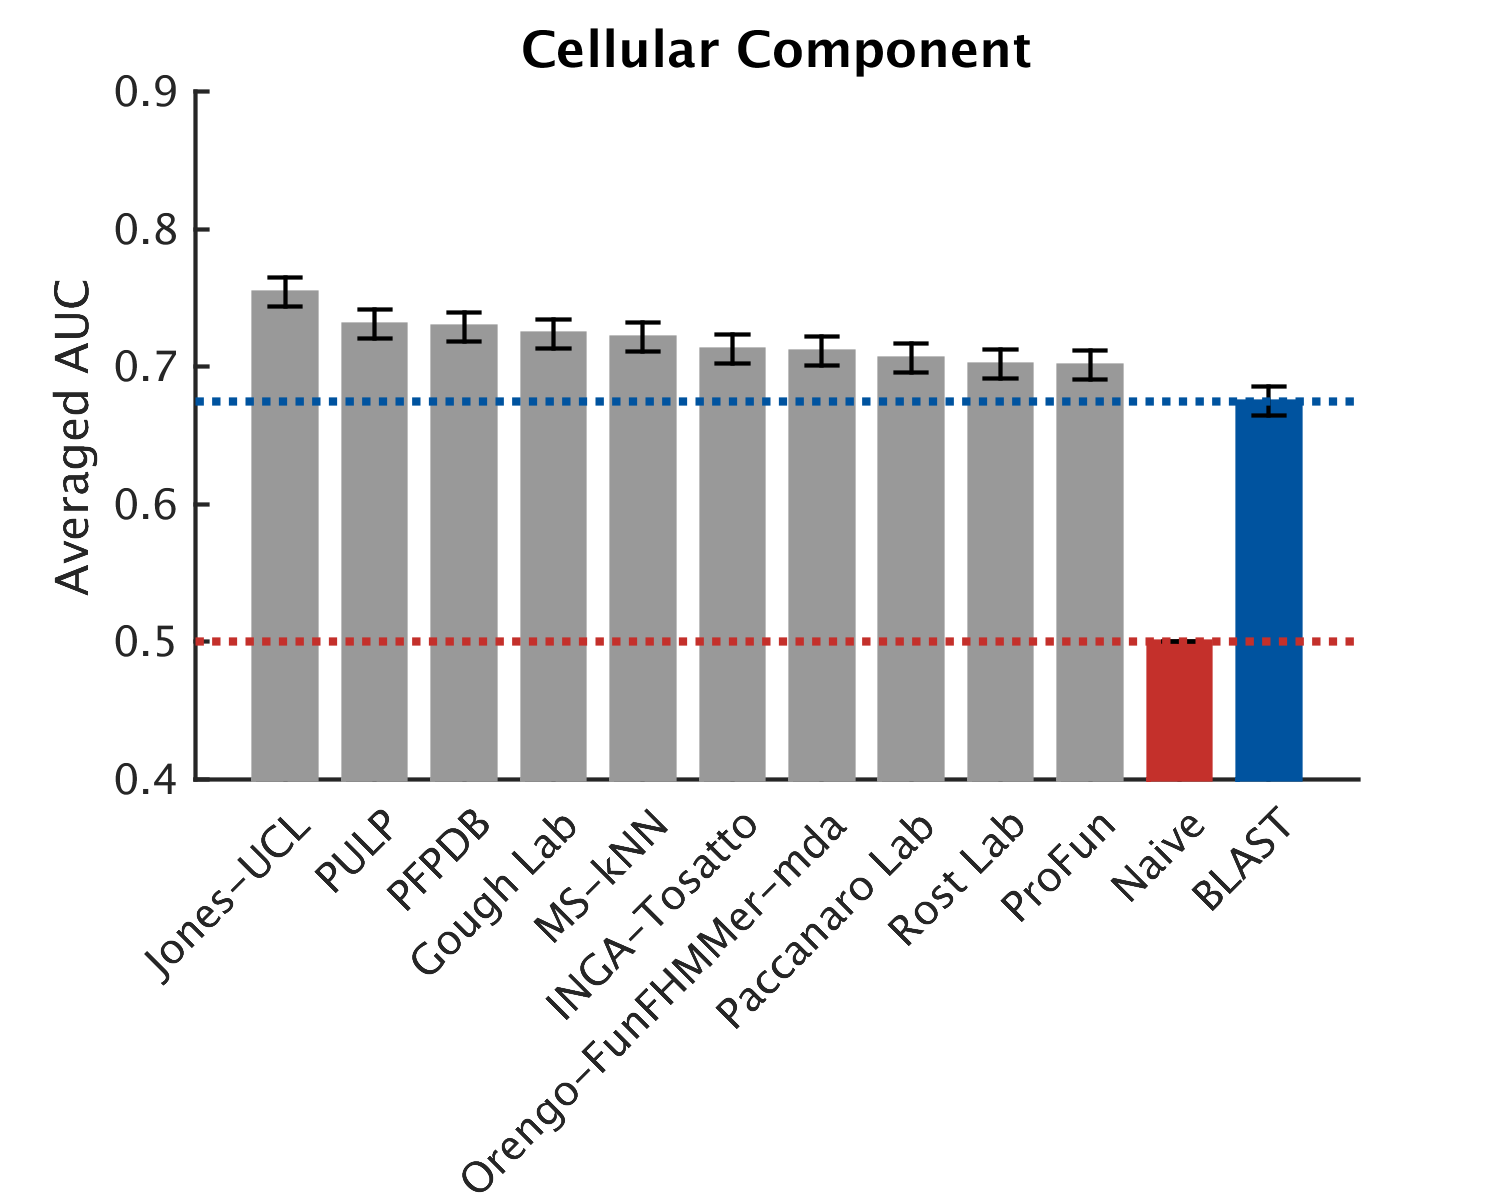 Cellular Component
Averaged AUC
0.9
0.8
0.7
0.6
0.5
0.4
Jones-UCL
PULP
PFPDB
Gough Lab
MS-kNN
INGA-Tosatto
Orengo-FunFHMMer-mda
Paccanaro Lab
Rost Lab
ProFun
Naive
BLAST